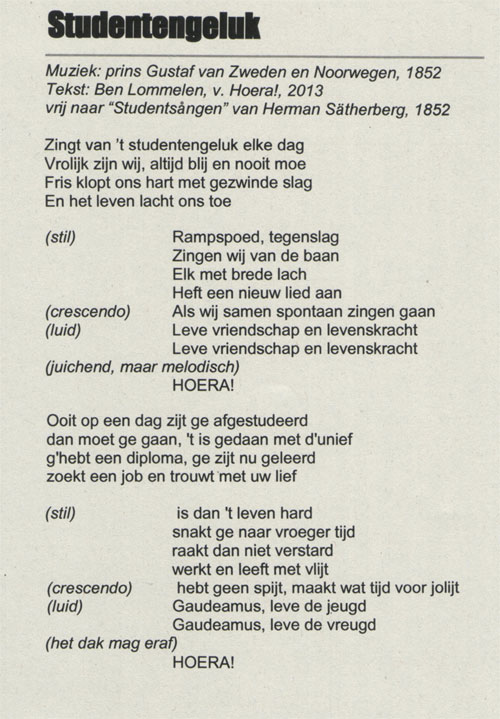 Studentengeluk
Muziek: prins Gustaf van Zweden en Noorwegen, 1852
Tekst: Ben Lommelen, v. Hoera!, 2013
vrij naar "Studentsången" van Herman Sätherberg, 1852
Zingt van 't studentengeluk elke dag
Vrolijk zijn wij, altijd blij en nooit moe
Fris klopt ons hart met gezwinde slag
En het leven lacht ons toe
(stil) Rampspoed, tegenslag
Zingen wij van de baan
Elk met brede lach
Heft een nieuw lied aan
(crescendo) Als wij samen spontaan zingen gaan
(luid) Leve vriendschap en levenskracht
Leve vriendschap en levenskracht
(juichend, maar melodisch)
HOERA!
Ooit op een dag zijt ge afgestudeerd
dan moet ge gaan, 't is gedaan met d'unief
g'hebt een diploma, ge zijt nu geleerd
zoekt een job en trouwt met uw lief
(stil) is dan 't leven hard
snakt ge naar vroeger tijd
raakt dan niet verstard
werkt en leeft met vlijt
(crescendo) hebt geen spijt, maakt wat tijd voor jolijt
(luid) Gaudeamus, leve de jeugd
Gaudeamus, leve de vreugd
(het dak mag eraf)
HOERA!